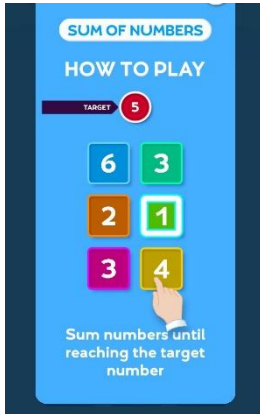 SUM OF NUMBERS
HOW TO PLAY
TARGET 5
6 3
2 1
3 4
Sum numbers until
reaching the target
number